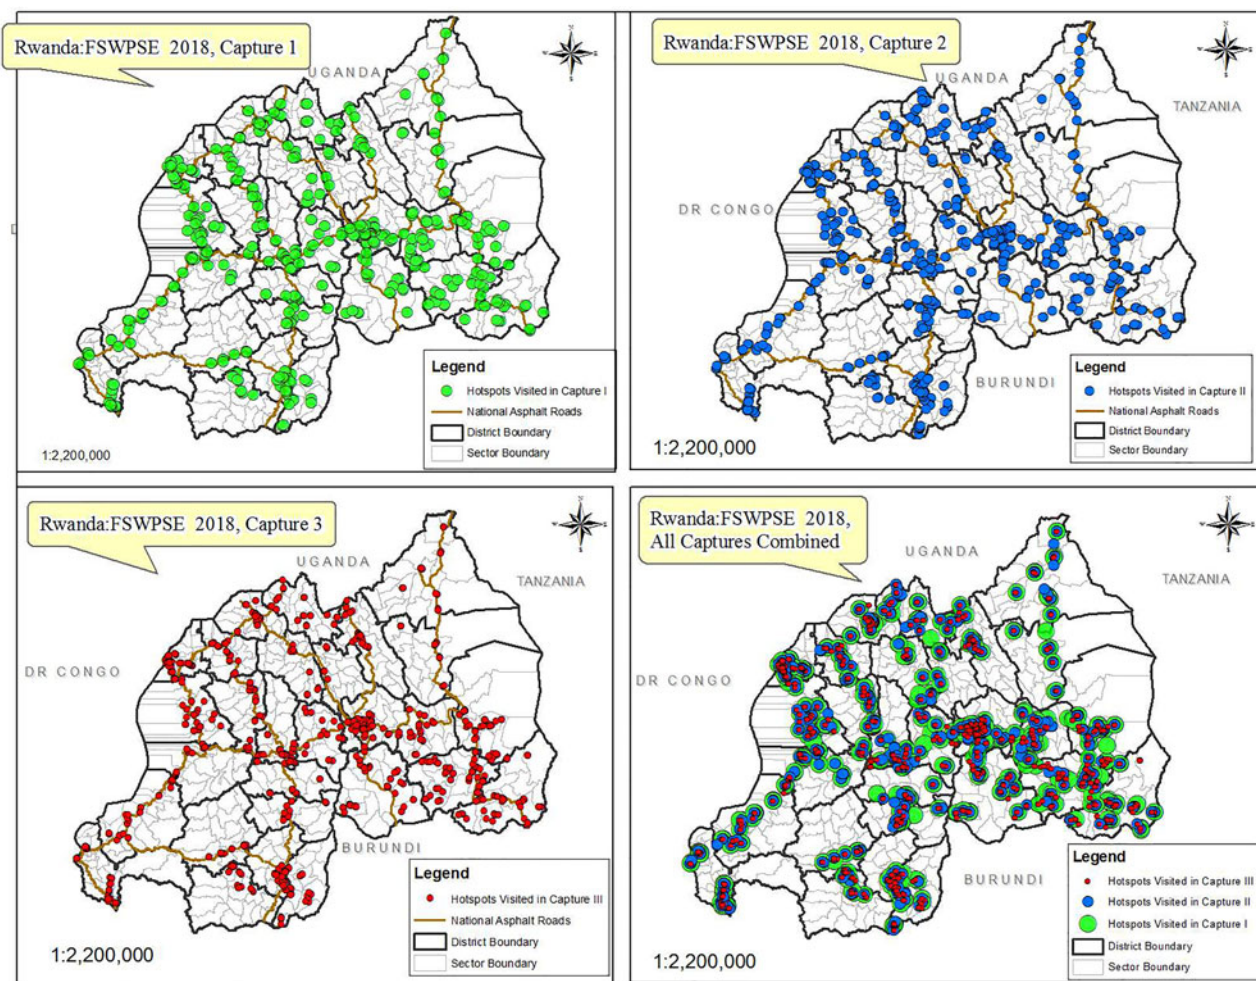 Rwanda:FSWPSE 2018, Capture 1
UGANDA
Legend
Hotspots Visited in Capture I
National Asphalt Roads
District Boundary
Sector Boundary
1:2,200,000
Rwanda:FSWPSE 2018, Capture 2
UGANDA
TANZANIA
DR CONGO
BURUNDI
Legend
Hotspots Visited in Capture II
National Asphalt Roads
District Boundary
Sector Boundary
1:2,200,000
Rwanda:FSWPSE 2018, Capture 3
UGANDA
TANZANIA
DR CONGO
BURUNDI
Legend
Hotspots Visited in Capture III
National Asphalt Roads
District Boundary
Sector Boundary
1:2,200,000
Rwanda:FSWPSE 2018,
All Captures Combined
UGANDA
TANZANIA
DR CONGO
BURUNDI
Legend
Hotspots Visited in Capture III
Hotspots Visited in Capture II
Hotspots Visited in Capture I
District Boundary
Sector Boundary
1:2,200,000